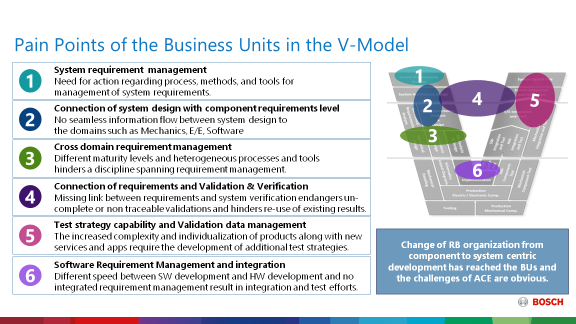 Pain Points of the Business Units in the V-Model
1
System requirement management
Need for action regarding process, methods, and tools for
management of system requirements.
2
Connection of system design with component requirements level
No seamless information flow between system design to
the domains such as Mechanics, E/E, Software
3
Cross domain requirement management
Different maturity levels and heterogeneous processes and tools
hinders a discipline spanning requirement management.
4
Connection of requirements and Validation & Verification
Missing link between requirements and system verification endangers un-
complete or non traceable validations and hinders re-use of existing results.
5
Test strategy capability and Validation data management
The increased complexity and individualization of products along with new
services and apps require the development of additional test strategies.
6
Software Requirement Management and integration
Different speed between SW development and HW development and no
integrated requirement management result in integration and test efforts.
1
2
4
5
3
6
Production
Tooling
Production
Mechanical Comp
Change of RB organization from
component to system centric
development has reached the BUs and
the challenges of ACE are obvious.
BOSCH